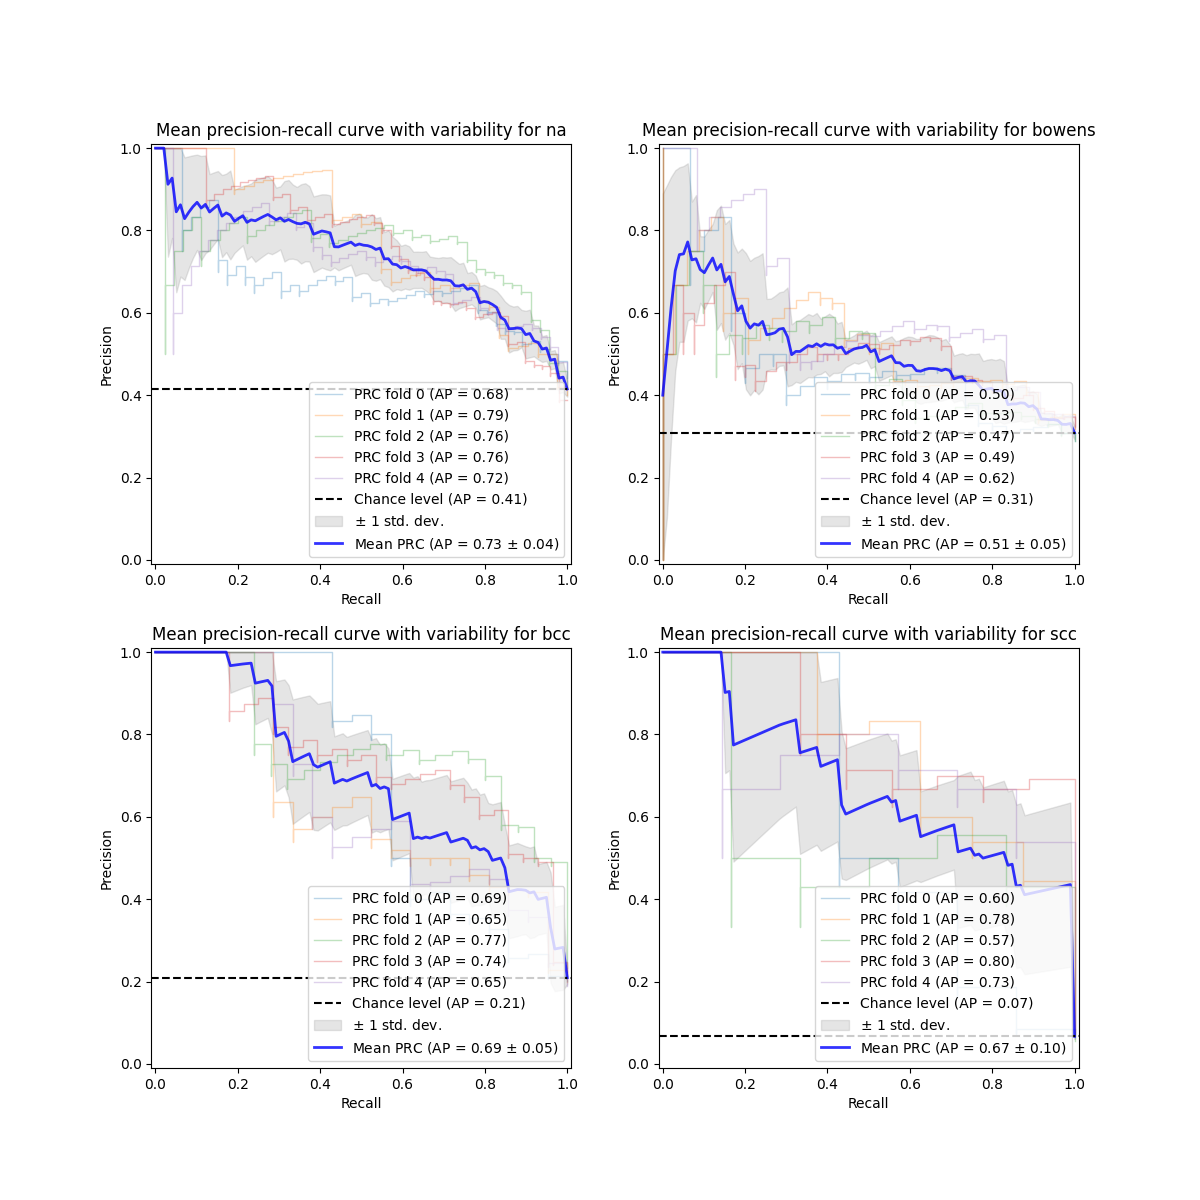 Mean precision-recall curve with variability for na
1.0
0.8
0.6
0.4
0.2
0.0
Precision
PRC fold 0 (AP = 0.68)
PRC fold 1 (AP = 0.79)
PRC fold 2 (AP = 0.76)
PRC fold 3 (AP = 0.76)
PRC fold 4 (AP = 0.72)
Chance level (AP = 0.41)
± 1 std. dev.
Mean PRC (AP = 0.73 ± 0.04)
0.0 0.2 0.4 0.6 0.8 1.0
Recall
Mean precision-recall curve with variability for bowens
1.0
0.8
0.6
0.4
0.2
0.0
Precision
PRC fold 0 (AP = 0.50)
PRC fold 1 (AP = 0.53)
PRC fold 2 (AP = 0.47)
PRC fold 3 (AP = 0.49)
PRC fold 4 (AP = 0.62)
Chance level (AP = 0.31)
± 1 std. dev.
Mean PRC (AP = 0.51 ± 0.05)
0.0 0.2 0.4 0.6 0.8 1.0
Recall
Mean precision-recall curve with variability for bcc
1.0
0.8
0.6
0.4
0.2
0.0
Precision
PRC fold 0 (AP = 0.69)
PRC fold 1 (AP = 0.65)
PRC fold 2 (AP = 0.77)
PRC fold 3 (AP = 0.74)
PRC fold 4 (AP = 0.65)
Chance level (AP = 0.21)
± 1 std. dev.
Mean PRC (AP = 0.69 ± 0.05)
0.0 0.2 0.4 0.6 0.8 1.0
Recall
Mean precision-recall curve with variability for scc
1.0
0.8
0.6
0.4
0.2
0.0
Precision
PRC fold 0 (AP = 0.60)
PRC fold 1 (AP = 0.78)
PRC fold 2 (AP = 0.57)
PRC fold 3 (AP = 0.80)
PRC fold 4 (AP = 0.73)
Chance level (AP = 0.07)
± 1 std. dev.
Mean PRC (AP = 0.67 ± 0.10)
0.0 0.2 0.4 0.6 0.8 1.0
Recall